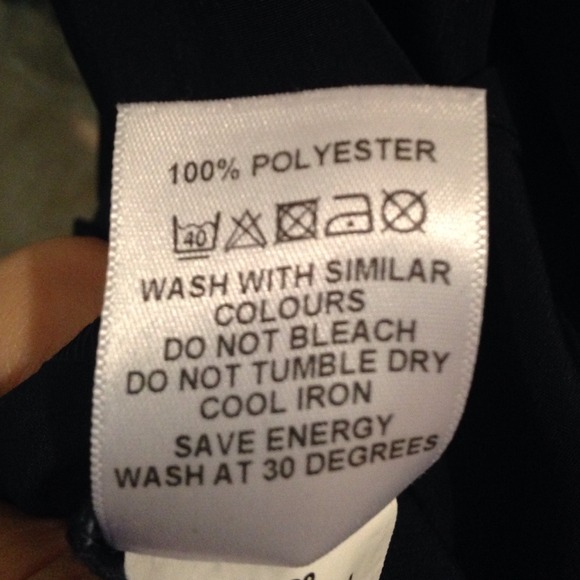 100% POLYESTER
40
WASH WITH SIMILAR
COLOURS
DO NOT BLEACH
DO NOT TUMBLE DRY
COOL IRON
SAVE ENERGY
WASH AT 30 DEGREES